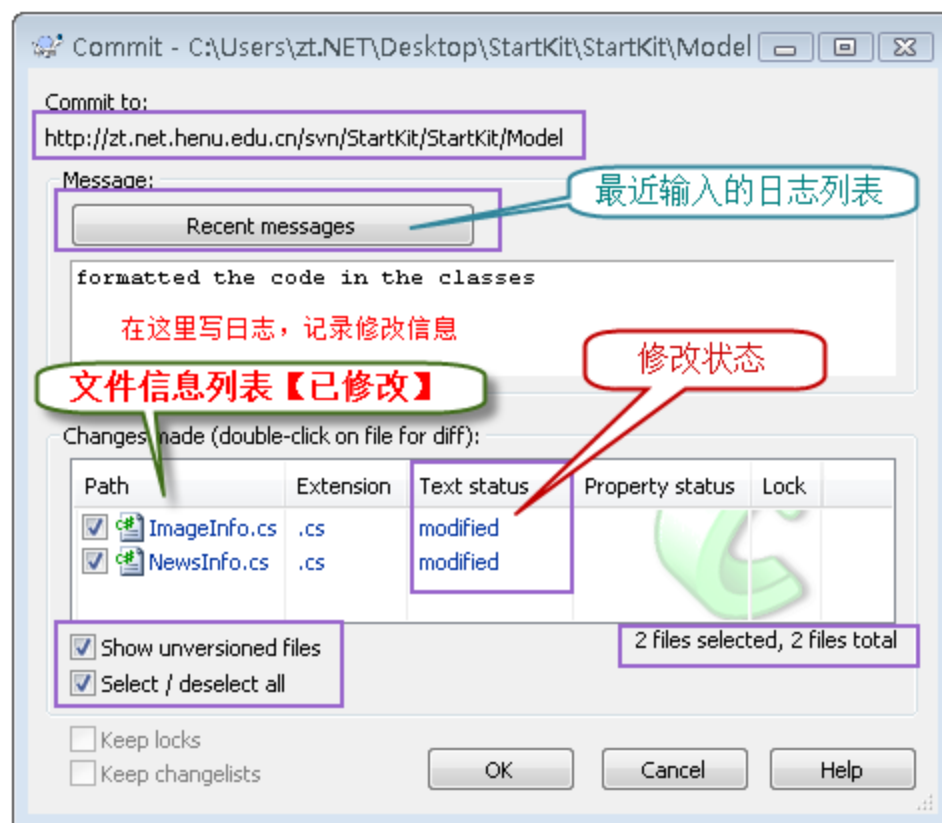 Commit - C:\Users\zt.NET\Desktop\StartKit\StartKit\Model
Commit to:
http://zt.net.henu.edu.cn/svn/StartKit/StartKit/Model
Message:
最近输入的日志列表
Recent messages
formatted the code in the classes
在这里写日志，记录修改信息
修改状态
文件信息列表【已修改】
Changes made (double-click on file for diff):
Path Extension Text status Property status Lock
ImageInfo.cs .cs modified
NewsInfo.cs .cs modified
2 files selected, 2 files total
Show unversioned files
Select / deselect all
Keep locks
Keep changelists
OK Cancel Help